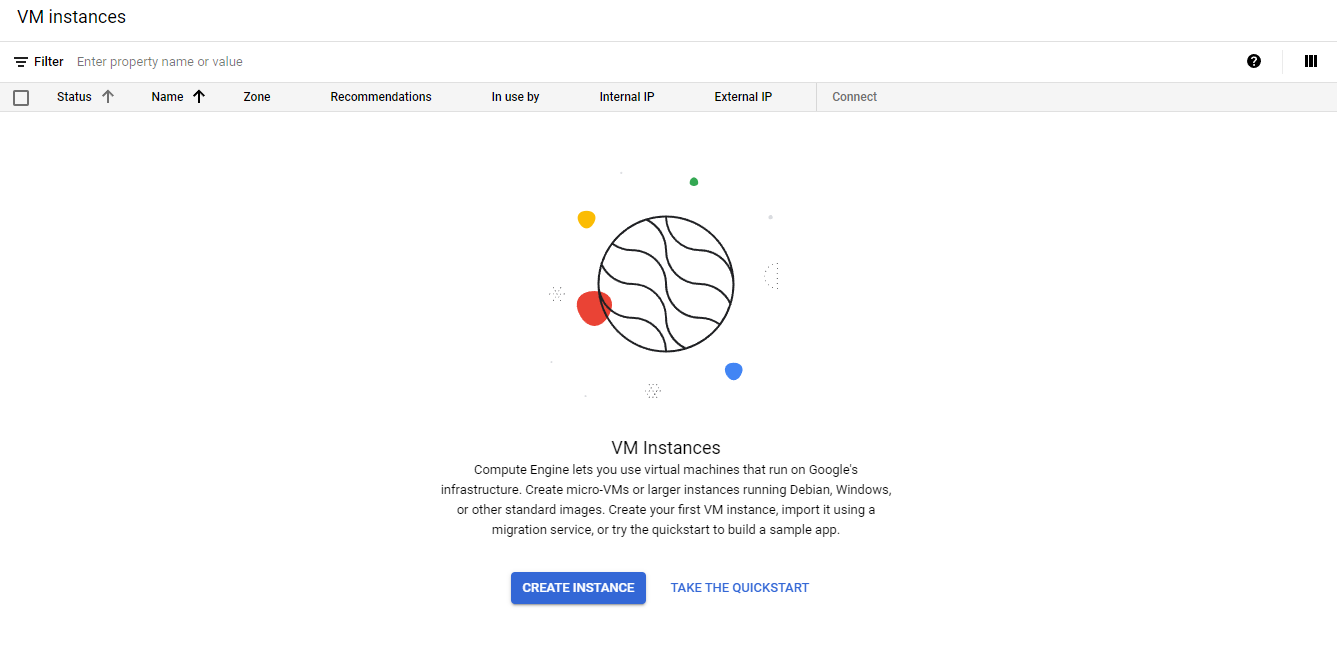 VM instances
Filter Enter property name or value
Status Name Zone Recommendations In use by Internal IP External IP Connect
VM Instances
Compute Engine lets you use virtual machines that run on Google's
infrastructure. Create micro-VMs or larger instances running Debian, Windows,
or other standard images. Create your first VM instance, import it using a
migration service, or try the quickstart to build a sample app.
CREATE INSTANCE TAKE THE QUICKSTART